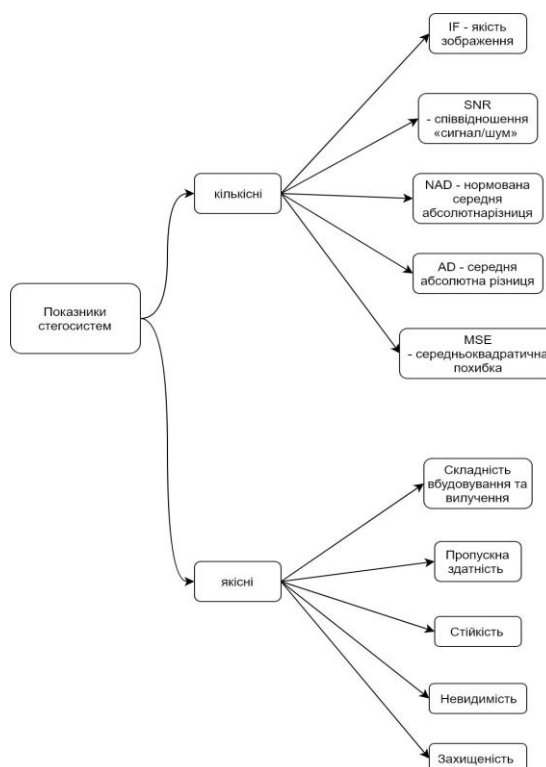 IF - якість
зображення
SNR
- співвідношення
«сигнал/шум»
кількісні
NAD - нормована
середня
абсолютнарізниця
AD - середня
абсолютна різниця
Показники
стегосистем
MSE
- середньоквадратична
похибка
Складність
вбудовування та
вилучення
Пропускна
здатність
якісні
Стійкість
Невидимість
Захищеність